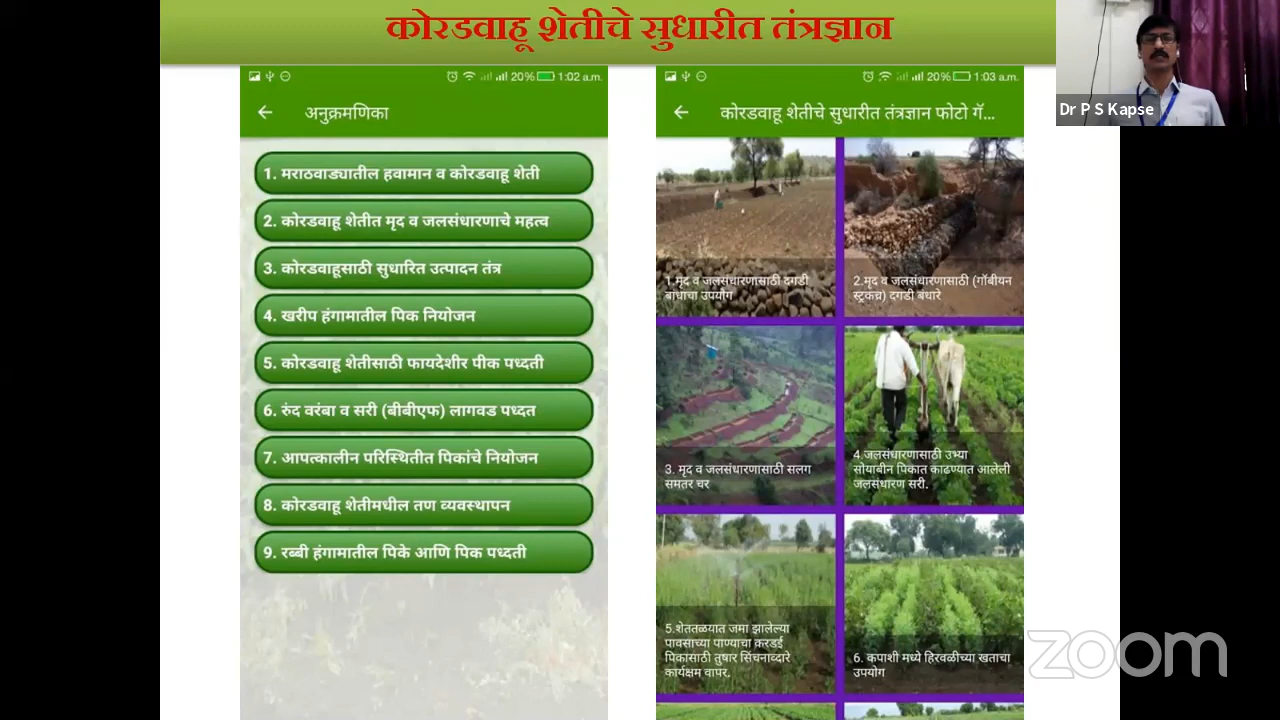 कोरडवाहू शेतीचे सुधारीत तंत्रज्ञान
Dr P S Kapse
20% 1:02 a.m.
अनुक्रमणिका
1. मराठवाड्यातील हवामान व कोरडवाहू शेती
2. कोरडवाहू शेतीत मृद व जलसंधारणाचे महत्व
3. कोरडवाहूसाठी सुधारित उत्पादन तंत्र
4. खरीप हंगामातील पिक नियोजन
5. कोरडवाहू शेतीसाठी फायदेशीर पीक पध्दती
6. रुंद वरंबा व सरी (बीबीएफ) लागवड पध्दत
7. आपत्कालीन परिस्थितीत पिकांचे नियोजन
8. कोरडवाहू शेतीमधील तण व्यवस्थापन
9. रब्बी हंगामातील पिके आणि पिक पध्दती
20% 1:03 a.m.
कोरडवाहू शेतीचे सुधारीत तंत्रज्ञान फोटो गॅ...
1.मृद व जलसंधारणासाठी दगडी
बांधाचा उपयोग
2.मृद व जलसंधारणासाठी (गॅबीयन
स्ट्रक्चर) दगडी बंधारे
3. मृद व जलसंधारणासाठी सलग
समतर चर
4.जलसंधारणासाठी उभ्या
सोयाबीन पिकात काढण्यात आलेली
जलसंधारण सरी.
5.शेततळयात जमा झालेल्या
पावसाच्या पाण्याचा करडई
पिकासाठी तुषार सिंचनाव्दारे
कार्यक्षम वापर.
6. कपाशी मध्ये हिरवळीच्या खताचा
उपयोग
zoom